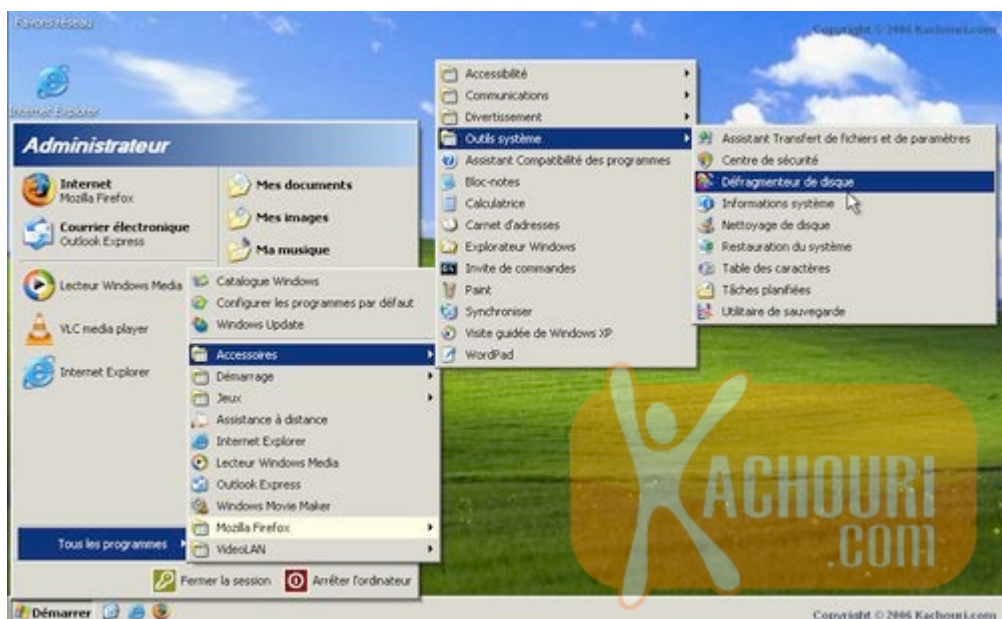 Favoris réseau
Copyright © 2006 Kachouri.com
Internet Explorer
Administrateur
Internet
Mozilla Firefox
Courrier électronique
Outlook Express
Lecteur Windows Media
VLC media player
Internet Explorer
Mes documents
Mes images
Ma musique
Tous les programmes
Fermer la session
Arrêter l'ordinateur
Catalogue Windows
Configurer les programmes par défaut
Windows Update
Accessoires
Démarrage
Jeux
Assistance à distance
Internet Explorer
Lecteur Windows Media
Outlook Express
Windows Movie Maker
Mozilla Firefox
VideoLAN
Accessibilité
Communications
Divertissement
Outils système
Assistant Compatibilité des programmes
Bloc-notes
Calculatrice
Carnet d'adresses
Explorateur Windows
Invite de commandes
Paint
Synchroniser
Visite guidée de Windows XP
WordPad
Assistant Transfert de fichiers et de paramètres
Centre de sécurité
Défragmenteur de disque
Informations système
Nettoyage de disque
Restauration du système
Table des caractères
Tâches planifiées
Utilitaire de sauvegarde
KACHOURI
.com
Démarrer
Copyright © 2006 Kachouri.com